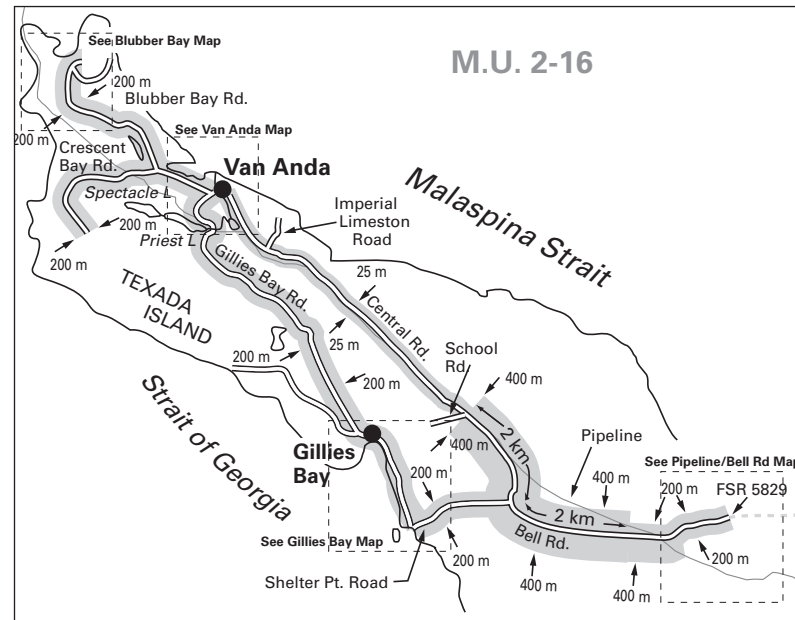 See Blubber Bay Map
M.U. 2-16
200 m
Blubber Bay Rd.
200 m
See Van Anda Map
Crescent
Bay Rd.
Van Anda
Spectacle L
Imperial
Limeston
Road
Malaspina Strait
200 m
Priest L
200 m
Gillies Bay Rd.
25 m
TEXADA
ISLAND
Central Rd.
25 m
School
Rd.
200 m
200 m
400 m
Strait of Georgia
Gillies
Bay
400 m
2 km
Pipeline
See Pipeline/Bell Rd Map
200 m
400 m
200 m
FSR 5829
2 km
Bell Rd.
See Gillies Bay Map
200 m
200 m
Shelter Pt. Road
400 m
400 m